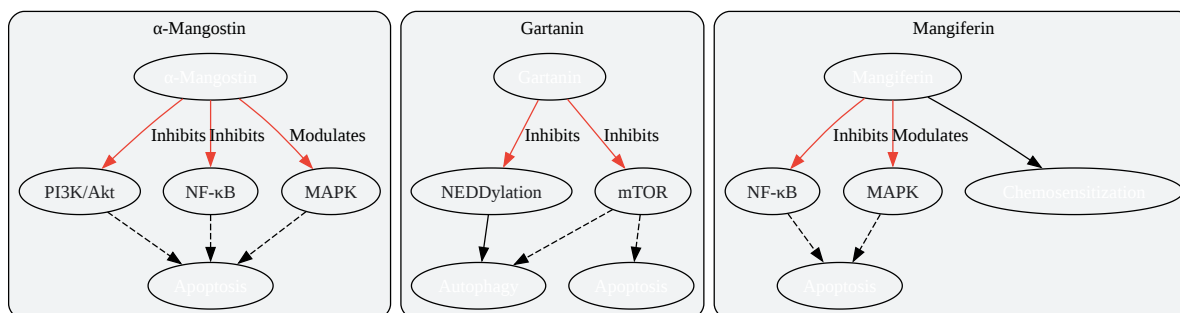 α-Mangostin
α-Mangostin
Inhibits
Inhibits
Modulates
PI3K/Akt
NF-κB
MAPK
Apoptosis
Gartanin
Gartanin
Inhibits
Inhibits
NEDDylation
mTOR
Autophagy
Apoptosis
Mangiferin
Mangiferin
Inhibits
Modulates
NF-κB
MAPK
Chemosensitization
Apoptosis